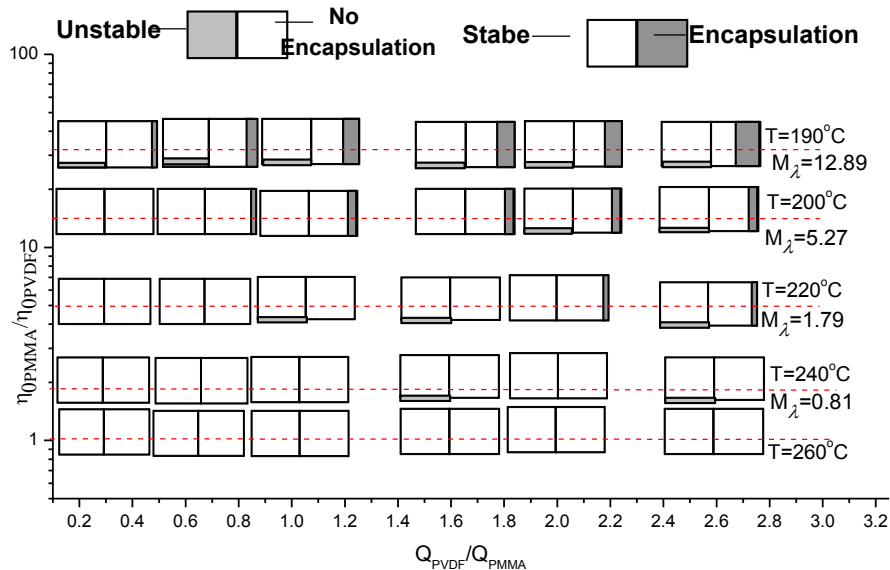 Unstable
No
Encapsulation
Stabe
Encapsulation
η0PMMA/η0PVDF
100
10
1
T=190°C
Mλ=12.89
T=200°C
Mλ=5.27
T=220°C
Mλ=1.79
T=240°C
Mλ=0.81
T=260°C
0.2 0.4 0.6 0.8 1.0 1.2 1.4 1.6 1.8 2.0 2.2 2.4 2.6 2.8 3.0 3.2
QPVDF/QPMMA